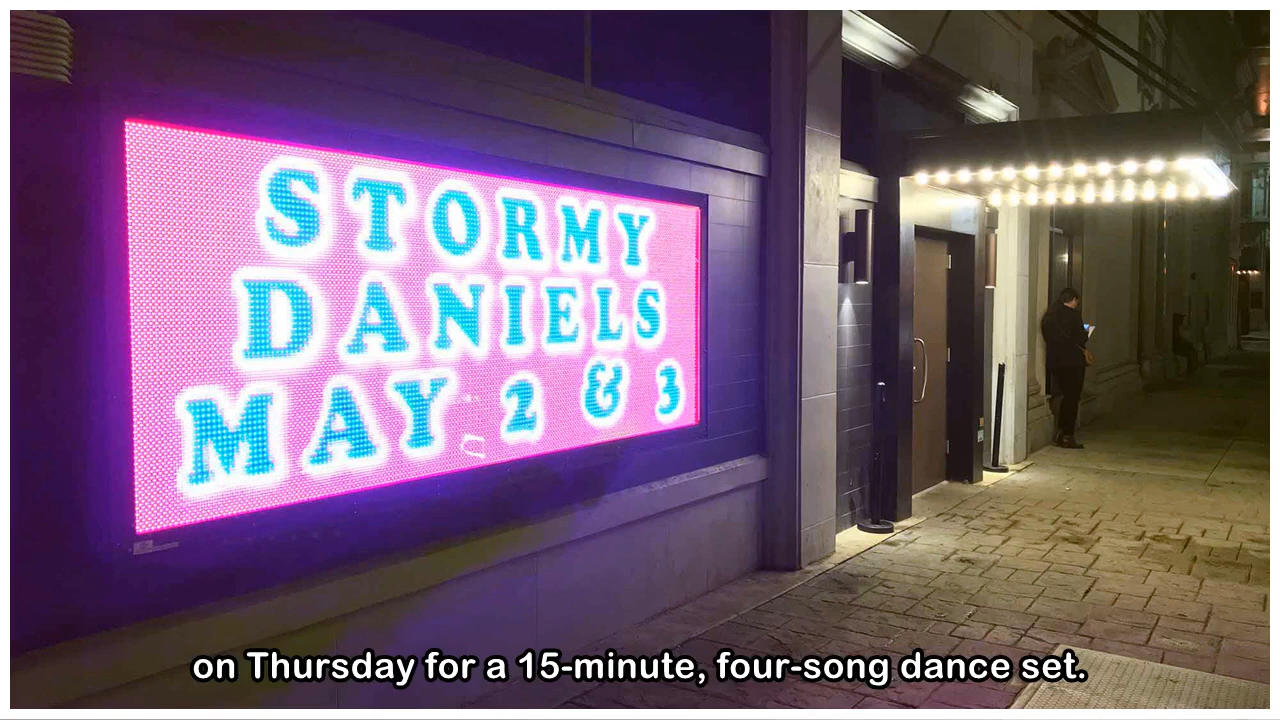 STORMY
DANIELS
MAY 2 & 3
on Thursday for a 15-minute, four-song dance set.